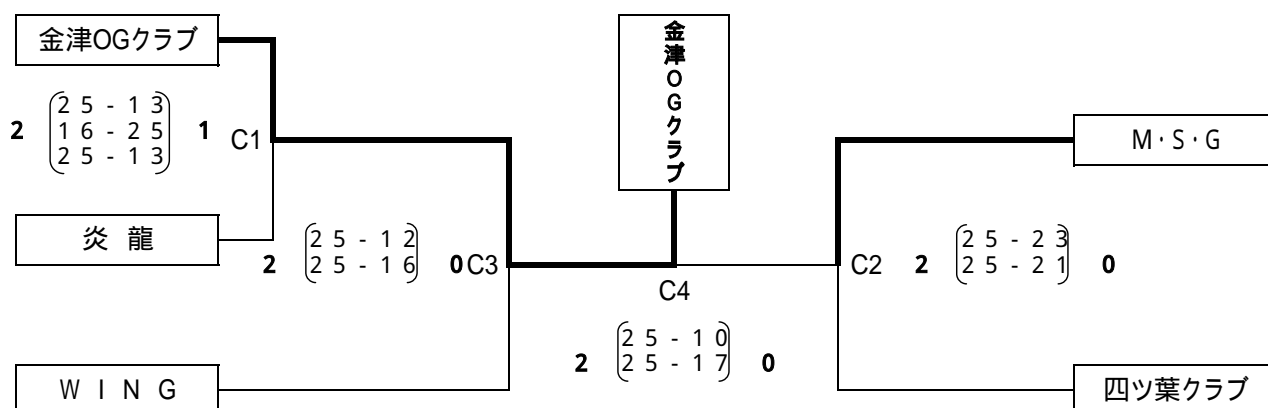 金津OGクラブ
金津OGクラブ
2 25-13 1
16-25
25-13
C1
M・S・G
炎 龍
2 25-12 0
25-16
C3
C2
2 25-23 0
25-21
C4
2 25-10 0
25-17
WING
四ツ葉クラブ